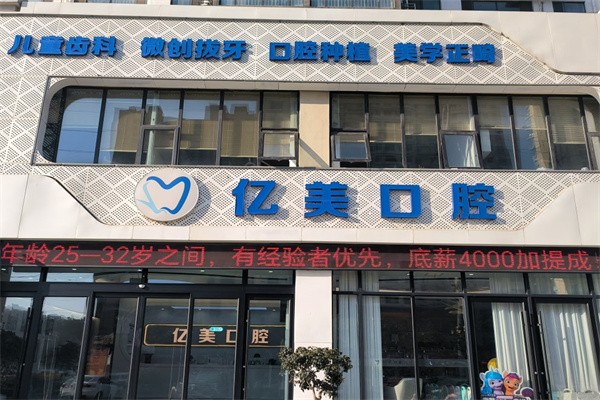 儿童齿科 微创拔牙 口腔种植 美学正畸
亿美口腔
年龄25—32岁之间，有经验者优先，底薪4000加提成
亿美口腔